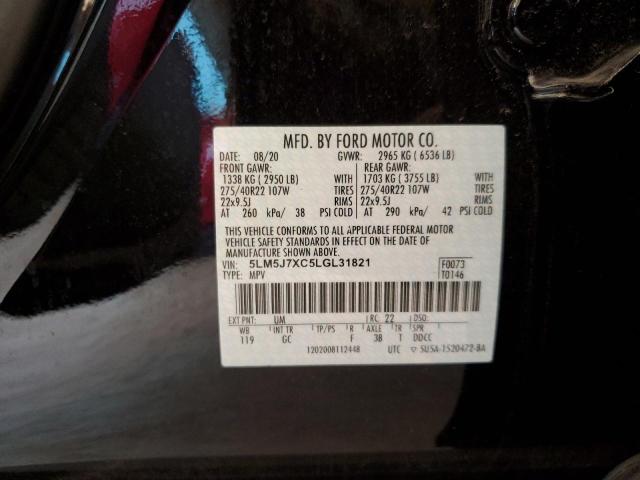 MFD. BY FORD MOTOR CO.
DATE: 08/20 GVWR: 2965 KG ( 6536 LB)
FRONT GAWR: REAR GAWR:
1338 KG ( 2950 LB) 1703 KG ( 3755 LB)
275/40R22 107W TIRES 275/40R22 107W TIRES
22x9.5J RIMS 22x9.5J RIMS
AT 260 kPa/ 38 PSI COLD AT 290 kPa/ 42 PSI COLD
THIS VEHICLE CONFORMS TO ALL APPLICABLE FEDERAL MOTOR
VEHICLE SAFETY STANDARDS IN EFFECT ON THE DATE OF
MANUFACTURE SHOWN ABOVE.
VIN: 5LM5J7XC5LGL31821 F0073
TYPE: MPV T0146
EXT PNT: UM RC: 22 DSO:
WB INT TR TP/PS R AXLE TR SPR
119 GC F 38 T DDCC
1202008112448 UTC ▽ 5U5A-1520472-BA